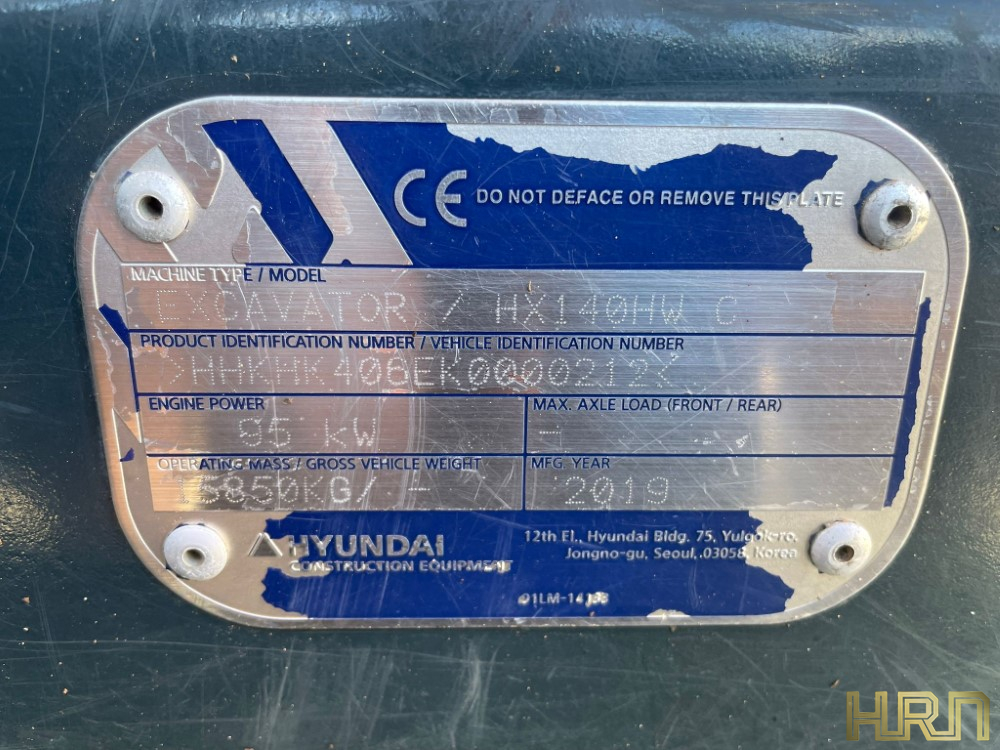 CE DO NOT DEFACE OR REMOVE THIS PLATE
MACHINE TYPE / MODEL
EXCAVATOR / HX140HW C
PRODUCT IDENTIFICATION NUMBER / VEHICLE IDENTIFICATION NUMBER
>HHKHK408EK0000212<
ENGINE POWER
95 KW
MAX. AXLE LOAD (FRONT / REAR)
- - ,
OPERATING MASS / GROSS VEHICLE WEIGHT
15850KG/ -
MFG. YEAR
2019
HYUNDAI
CONSTRUCTION EQUIPMENT
12th Fl., Hyundai Bldg. 75, Yulgok-ro,
Jongno-gu, Seoul, 03058, Korea
HRN